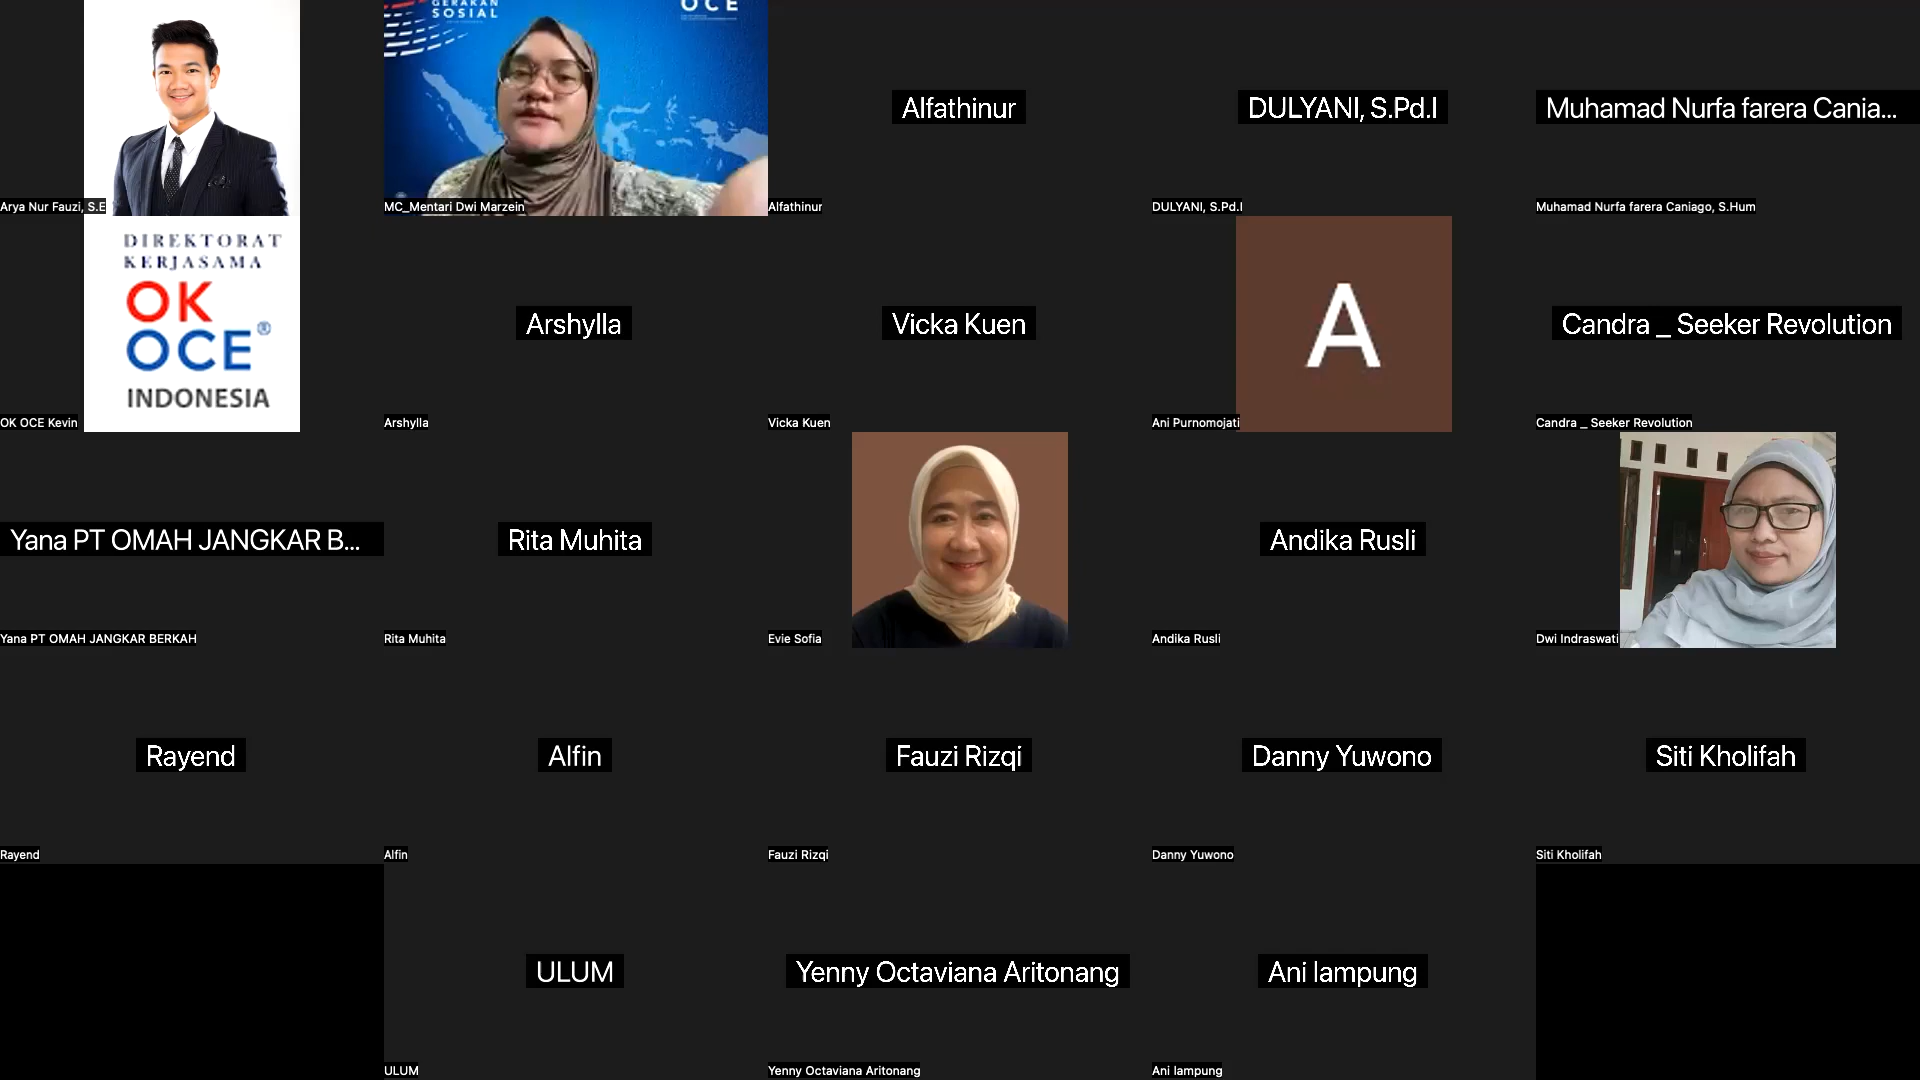 GERAKAN
SOSIAL
OCE
Alfathinur
DULYANI, S.Pd.I
Muhamad Nurfa farera Cania...
Arya Nur Fauzi, S.E
MC_Mentari Dwi Marzein
Alfathinur
DULYANI, S.Pd.I
Muhamad Nurfa farera Caniago, S.Hum
DIREKTORAT
KERJASAMA
OK
OCE®
INDONESIA
Arshylla
Vicka Kuen
A
Candra _ Seeker Revolution
OK OCE Kevin
Arshylla
Vicka Kuen
Ani Purnomojati
Candra _ Seeker Revolution
Yana PT OMAH JANGKAR B...
Rita Muhita
Andika Rusli
Yana PT OMAH JANGKAR BERKAH
Rita Muhita
Evie Sofia
Andika Rusli
Dwi Indraswati
Rayend
Alfin
Fauzi Rizqi
Danny Yuwono
Siti Kholifah
Rayend
Alfin
Fauzi Rizqi
Danny Yuwono
Siti Kholifah
ULUM
Yenny Octaviana Aritonang
Ani lampung
ULUM
Yenny Octaviana Aritonang
Ani lampung